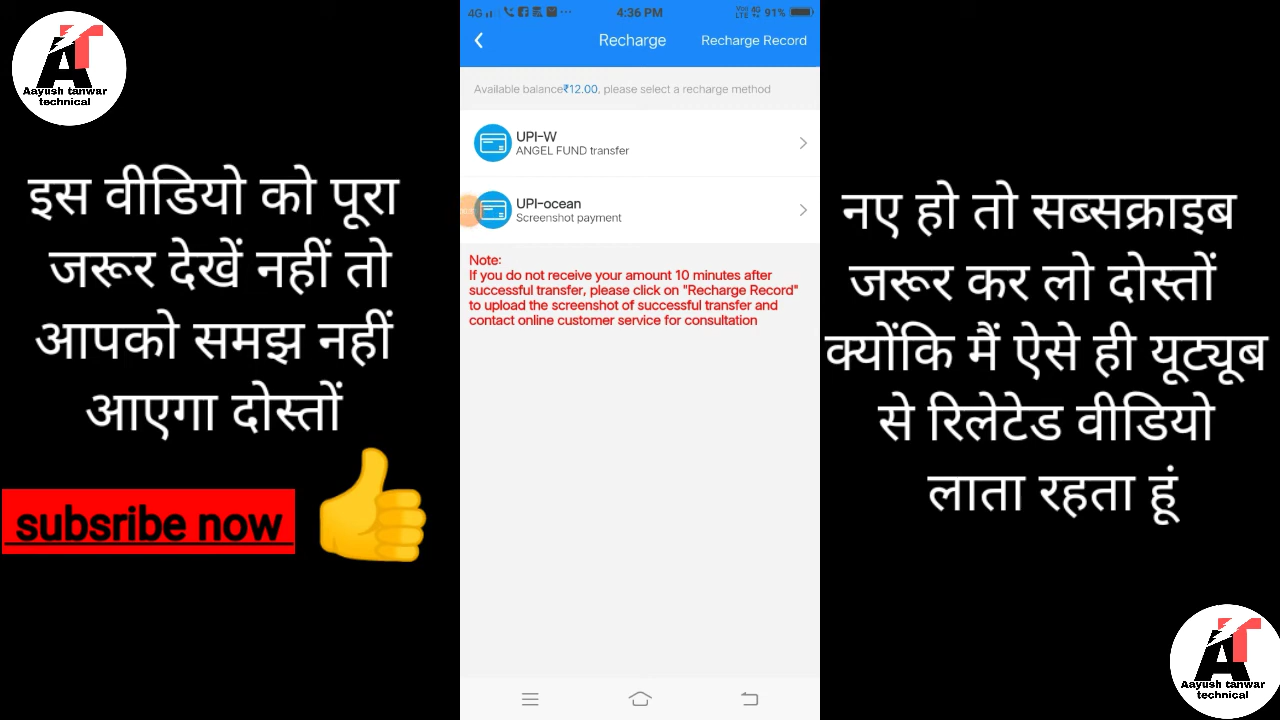 Aayush tanwar
technical
इस वीडियो को पूरा
जरूर देखें नहीं तो
आपको समझ नहीं
आएगा दोस्तों
subsribe now
4G
4:36 PM
VoLTE 4G 91%
Recharge
Recharge Record
Available balance₹12.00, please select a recharge method
UPI-W
ANGEL FUND transfer
UPI-ocean
Screenshot payment
Note:
If you do not receive your amount 10 minutes after
successful transfer, please click on "Recharge Record"
to upload the screenshot of successful transfer and
contact online customer service for consultation
नए हो तो सब्सक्राइब
जरूर कर लो दोस्तों
क्योंकि मैं ऐसे ही यूट्यूब
से रिलेटेड वीडियो
लाता रहता हूं
Aayush tanwar
technical